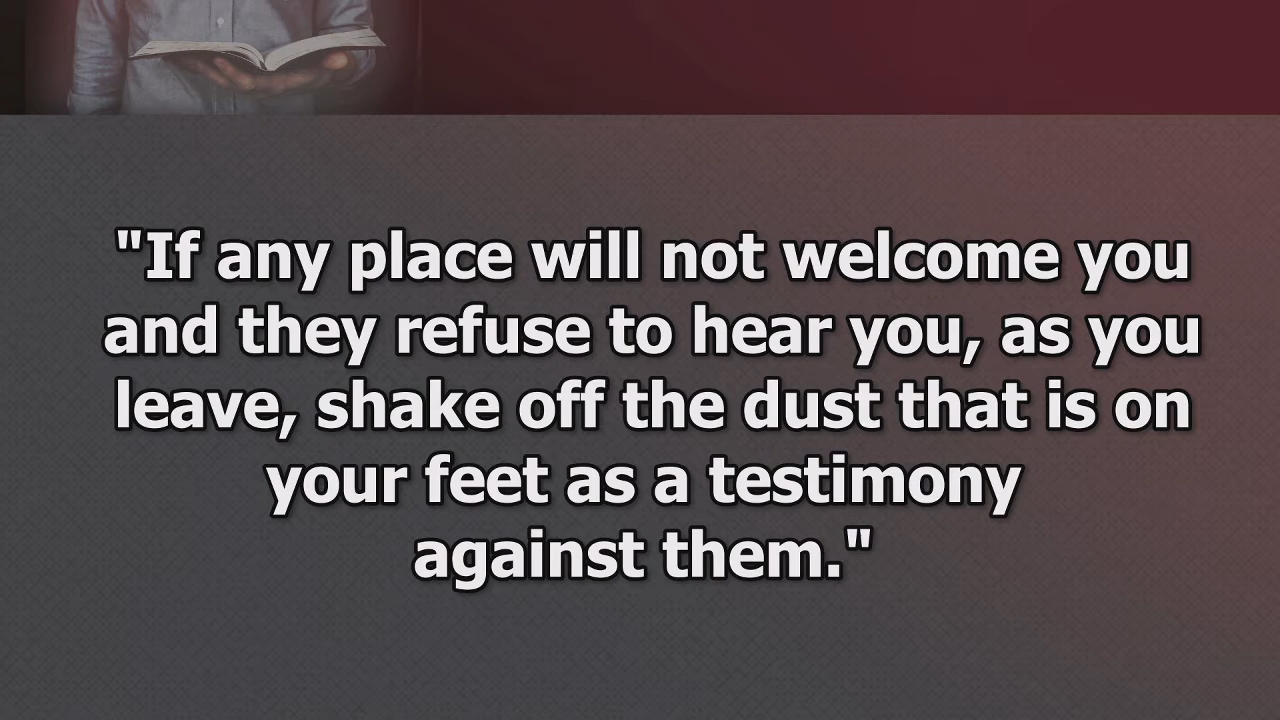 "If any place will not welcome you
and they refuse to hear you, as you
leave, shake off the dust that is on
your feet as a testimony
against them."